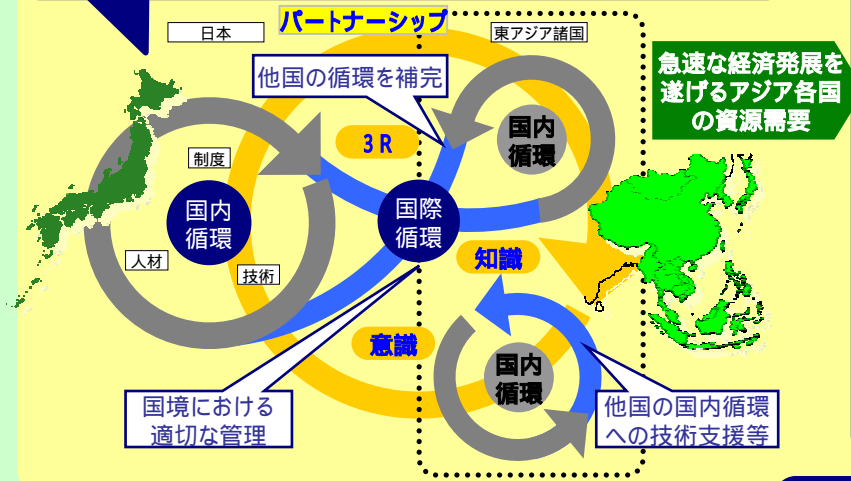 日本
パートナーシップ
東アジア諸国
急速な経済発展を
遂げるアジア各国
の資源需要
他国の循環を補完
3R
国内
循環
制度
国内
循環
国際
循環
人材
技術
知識
意識
国内
循環
国境における
適切な管理
他国の国内循環
への技術支援等